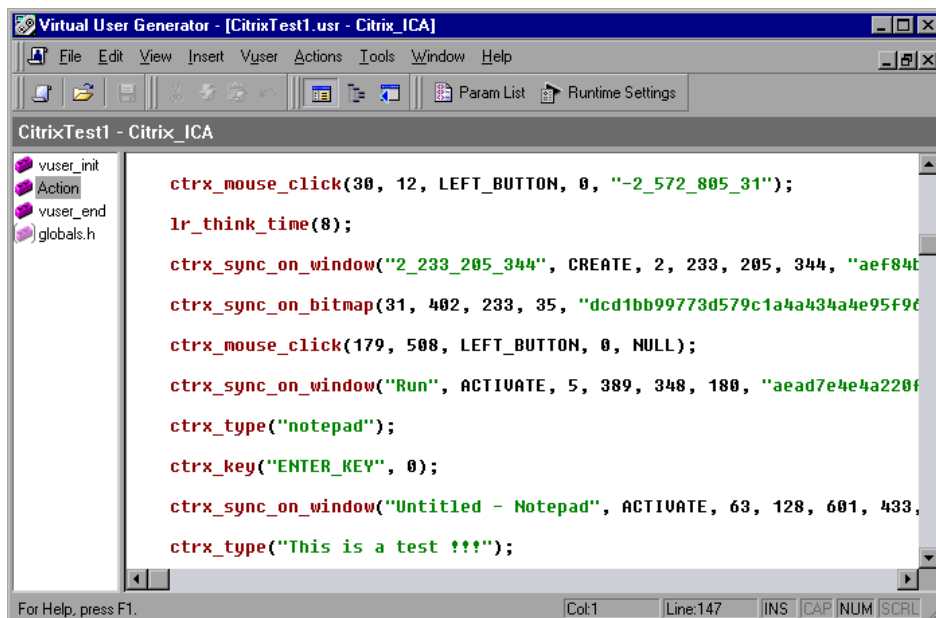 Virtual User Generator - [CitrixTest1.usr - Citrix_ICA]
File Edit View Insert Vuser Actions Tools Window Help
Param List Runtime Settings
CitrixTest1 - Citrix_ICA
vuser_init
Action
vuser_end
globals.h
ctrx_mouse_click(30, 12, LEFT_BUTTON, 0, "-2_572_805_31");
lr_think_time(8);
ctrx_sync_on_window("2_233_205_344", CREATE, 2, 233, 205, 344, "aef84b
ctrx_sync_on_bitmap(31, 402, 233, 35, "dcd1bb99773d579c1a4a434a4e95f96
ctrx_mouse_click(179, 508, LEFT_BUTTON, 0, NULL);
ctrx_sync_on_window("Run", ACTIVATE, 5, 389, 348, 180, "aead7e4e4a220f
ctrx_type("notepad");
ctrx_key("ENTER_KEY", 0);
ctrx_sync_on_window("Untitled - Notepad", ACTIVATE, 63, 128, 601, 433,
ctrx_type("This is a test !!!");
For Help, press F1. Col:1 Line:147 INS CAP NUM SCRL